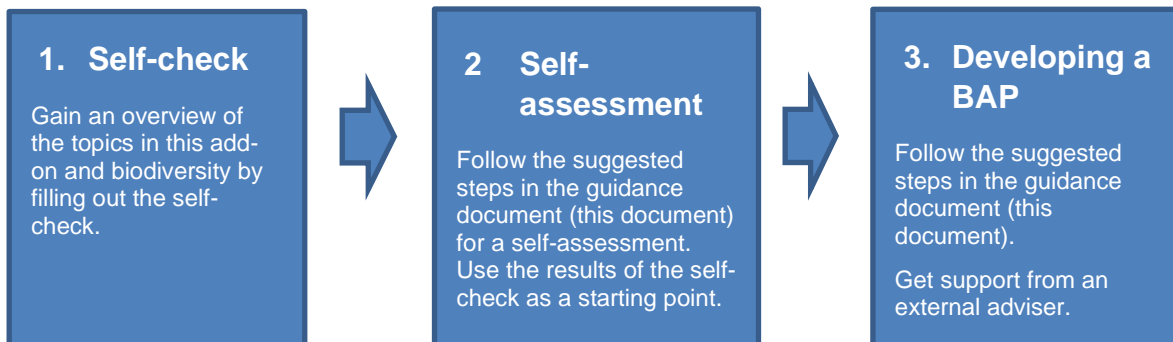 1. Self-check
Gain an overview of
the topics in this add-
on and biodiversity by
filling out the self-
check.
2 Self-
assessment
Follow the suggested
steps in the guidance
document (this document)
for a self-assessment.
Use the results of the self-
check as a starting point.
3. Developing a
BAP
Follow the suggested
steps in the guidance
document (this
document).
Get support from an
external adviser.